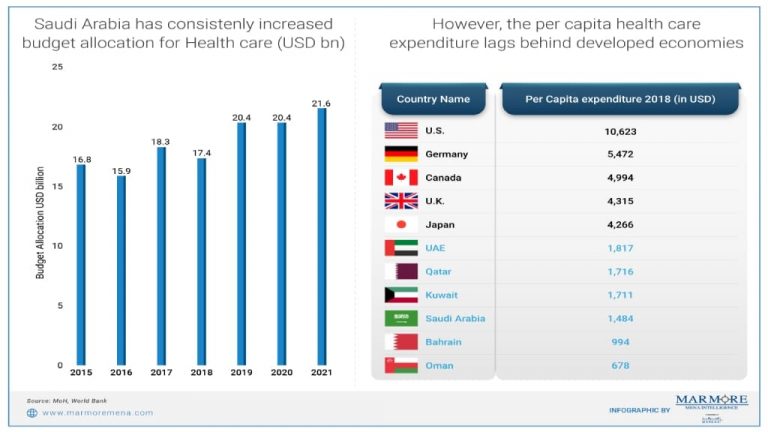 Saudi Arabia has consistenly increased
budget allocation for Health care (USD bn)
25
20
15
10
5
0
Budget Allocation USD billion
16.8
15.9
18.3
17.4
20.4
20.4
21.6
2015
2016
2017
2018
2019
2020
2021
However, the per capita health care
expenditure lags behind developed economies
Country Name Per Capita expenditure 2018 (in USD)
U.S. 10,623
Germany 5,472
Canada 4,994
U.K. 4,315
Japan 4,266
UAE 1,817
Qatar 1,716
Kuwait 1,711
Saudi Arabia 1,484
Bahrain 994
Oman 678
Source: MoH, World Bank
www.marmoremena.com
INFOGRAPHIC BY
MARMORE
MENA INTELLIGENCE